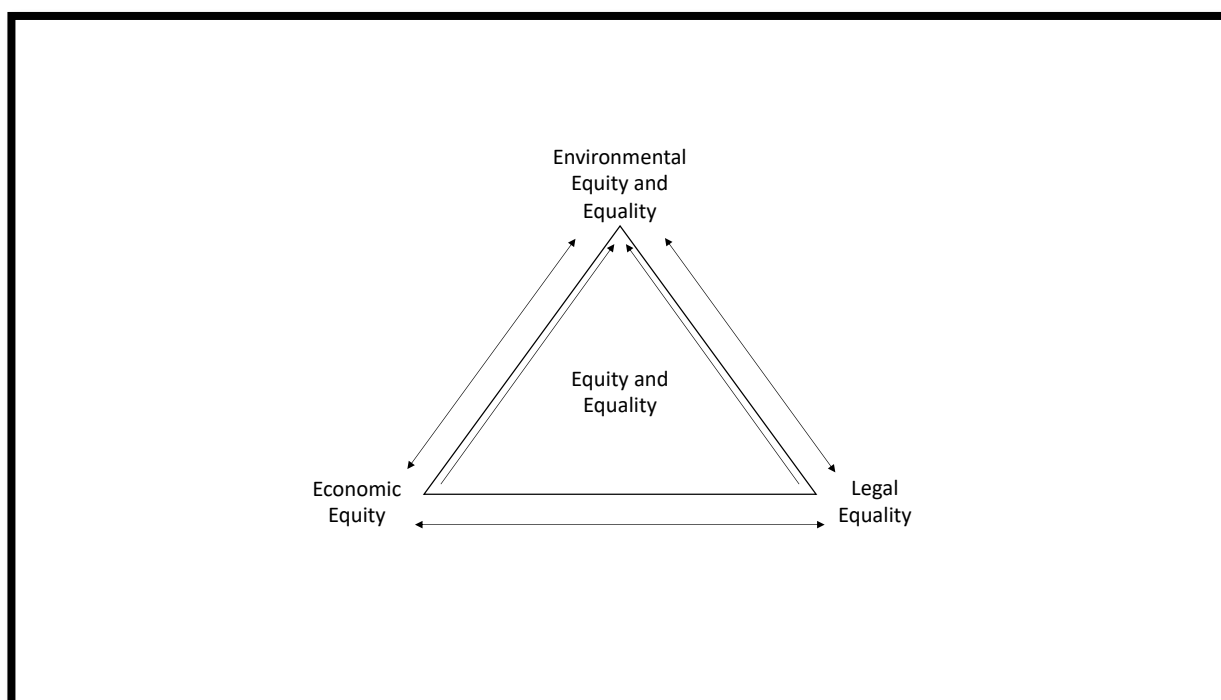 Environmental
Equity and
Equality
Equity and
Equality
Economic
Equity
Legal
Equality